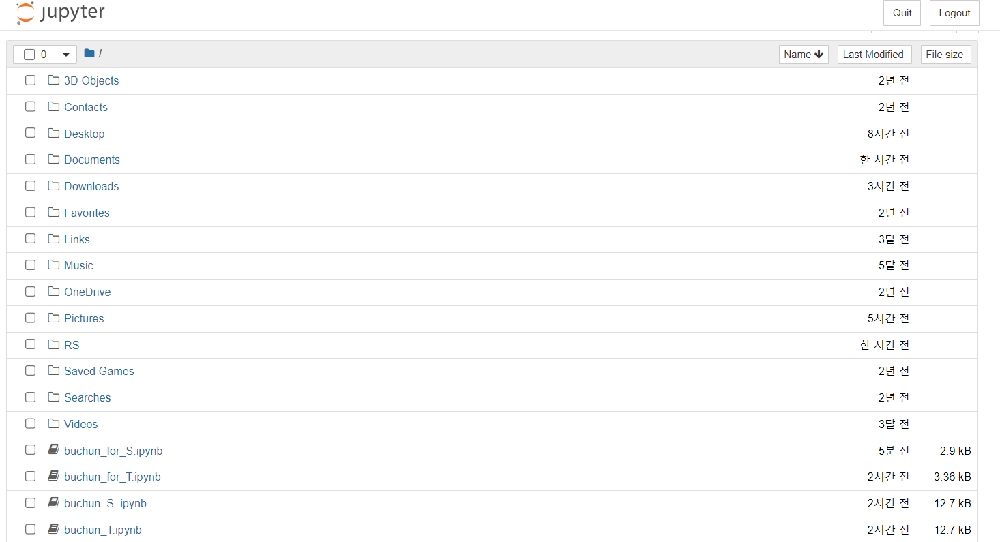 jupyter Quit Logout
0 / Name Last Modified File size
3D Objects 2년 전
Contacts 2년 전
Desktop 8시간 전
Documents 한 시간 전
Downloads 3시간 전
Favorites 2년 전
Links 3달 전
Music 5달 전
OneDrive 2년 전
Pictures 5시간 전
RS 한 시간 전
Saved Games 2년 전
Searches 2년 전
Videos 3달 전
buchun_for_S.ipynb 5분 전 2.9 kB
buchun_for_T.ipynb 2시간 전 3.36 kB
buchun_S .ipynb 2시간 전 12.7 kB
buchun_T.ipynb 2시간 전 12.7 kB